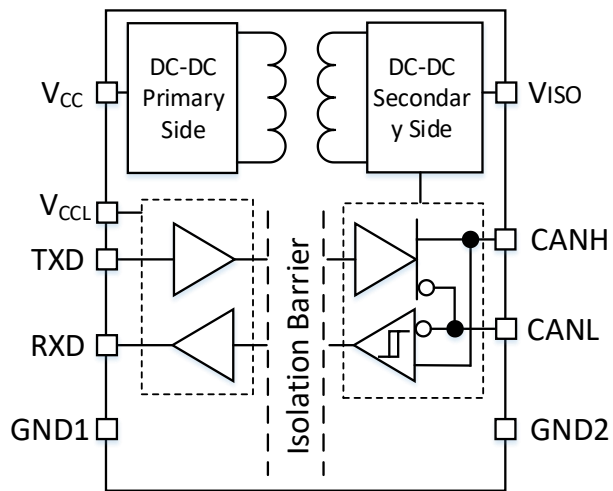 DC-DC
Primary
Side
DC-DC
Secondar
y Side
VCC
VISO
VCCL
TXD
CANH
RXD
CANL
GND1
GND2
Isolation Barrier